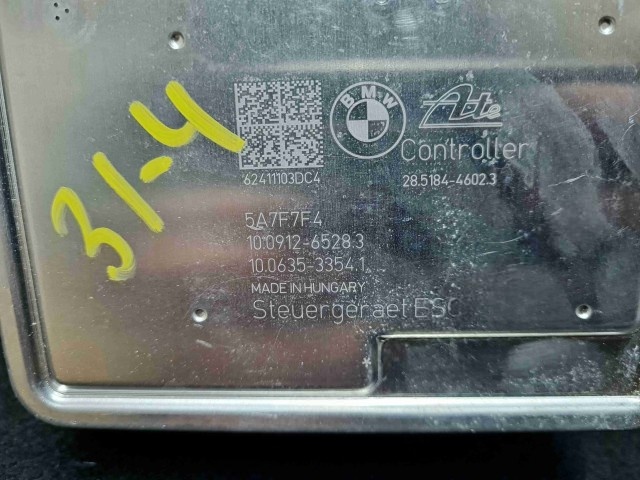 31-4
BMW
Ate
Controller
62411103DC4
28.5184-4602.3
5A7F7F4
10.0912-6528.3
10.0635-3354.1
MADE IN HUNGARY
Steuergeraet ESC